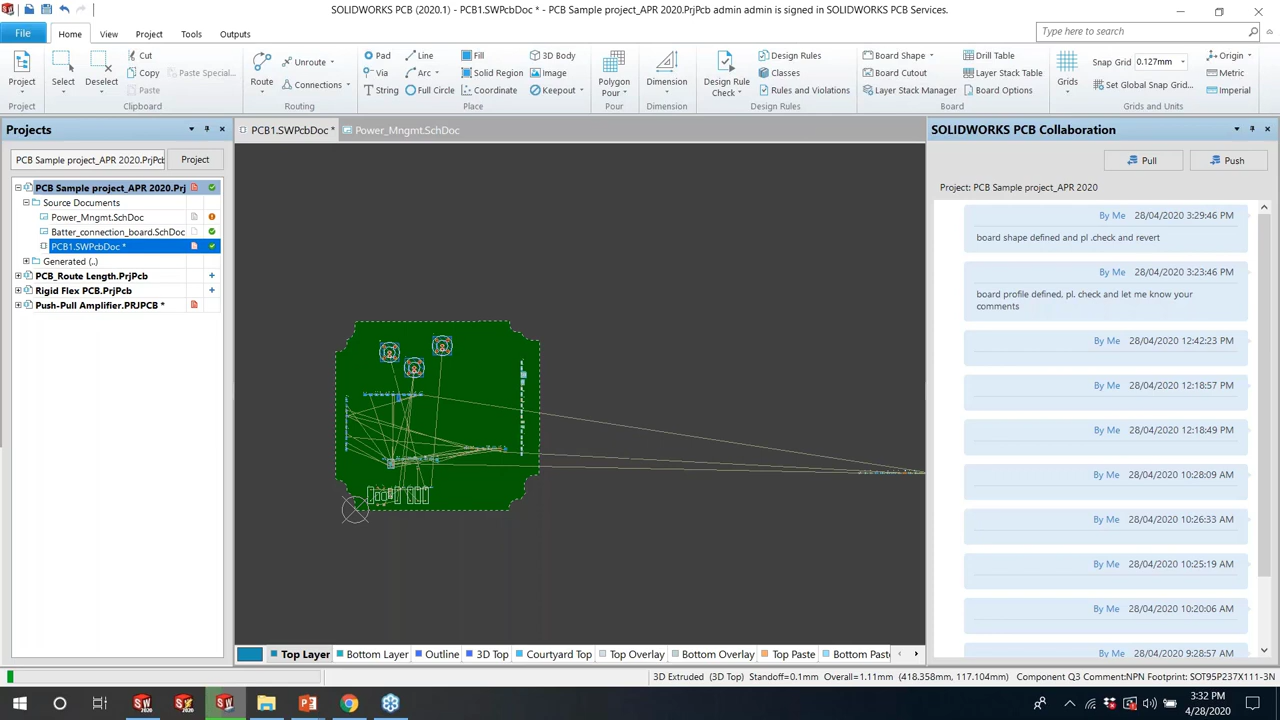 SOLIDWORKS PCB (2020.1) - PCB1.SWPcbDoc * - PCB Sample project_APR 2020.PrjPcb admin admin is signed in SOLIDWORKS PCB Services.
File Home View Project Tools Outputs Type here to search
Cut Pad Line Fill 3D Body Design Rules Board Shape Drill Table Snap Grid 0.127mm Origin
Unroute
Project Select Deselect Copy Paste Special... Route Connections Via Arc Solid Region Image Polygon Pour Dimension Design Rule Check Classes Board Cutout Layer Stack Table Grids Set Global Snap Grid... Metric
Paste String Full Circle Coordinate Keepout Rules and Violations Layer Stack Manager Board Options Imperial
Project Clipboard Routing Place Pour Dimension Design Rules Board Grids and Units
Projects PCB1.SWPcbDoc * Power_Mngmt.SchDoc SOLIDWORKS PCB Collaboration
PCB Sample project_APR 2020.PrjPcb Project Pull Push
PCB Sample project_APR 2020.Prj Project: PCB Sample project_APR 2020
Source Documents
Power_Mngmt.SchDoc By Me 28/04/2020 3:29:46 PM
Batter_connection_board.SchDoc board shape defined and pl .check and revert
PCB1.SWPcbDoc *
Generated (..)
PCB_Route Length.PrjPcb By Me 28/04/2020 3:23:46 PM
Rigid Flex PCB.PrjPcb board profile defined, pl. check and let me know your
Push-Pull Amplifier.PRJPCB * comments
By Me 28/04/2020 12:42:23 PM
By Me 28/04/2020 12:18:57 PM
By Me 28/04/2020 12:18:49 PM
By Me 28/04/2020 10:28:09 AM
By Me 28/04/2020 10:26:33 AM
By Me 28/04/2020 10:25:19 AM
By Me 28/04/2020 10:20:06 AM
By Me 28/04/2020 9:28:57 AM
Top Layer Bottom Layer Outline 3D Top Courtyard Top Top Overlay Bottom Overlay Top Paste Bottom Paste
3D Extruded (3D Top) Standoff=0.1mm Overall=1.11mm (418.358mm, 117.104mm) Component Q3 Comment:NPN Footprint: SOT95P237X111-3N
3:32 PM
4/28/2020